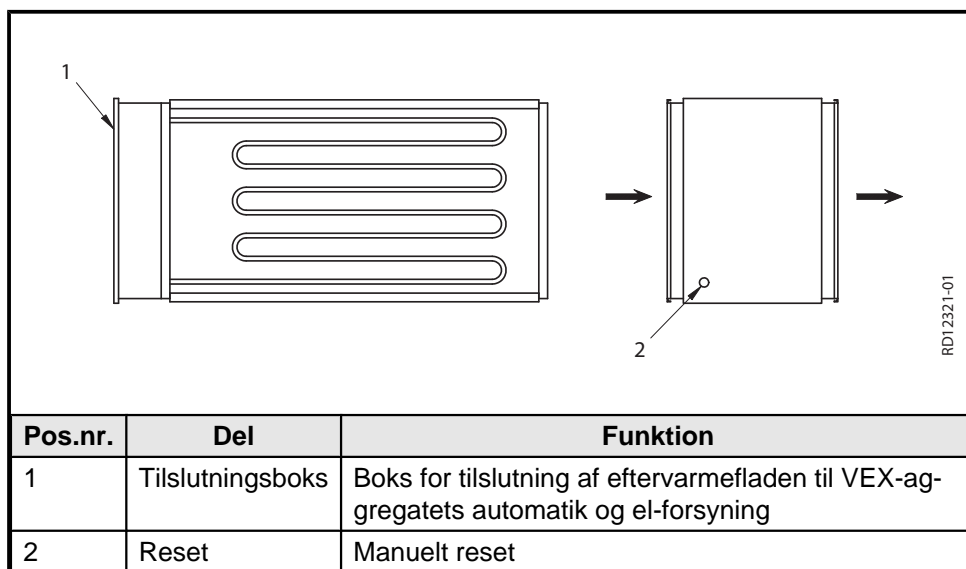 1
2
RD12321-01
Pos.nr. Del Funktion
1 Tilslutningsboks Boks for tilslutning af eftervarmefladen til VEX-ag-
gregatets automatik og el-forsyning
2 Reset Manuelt reset